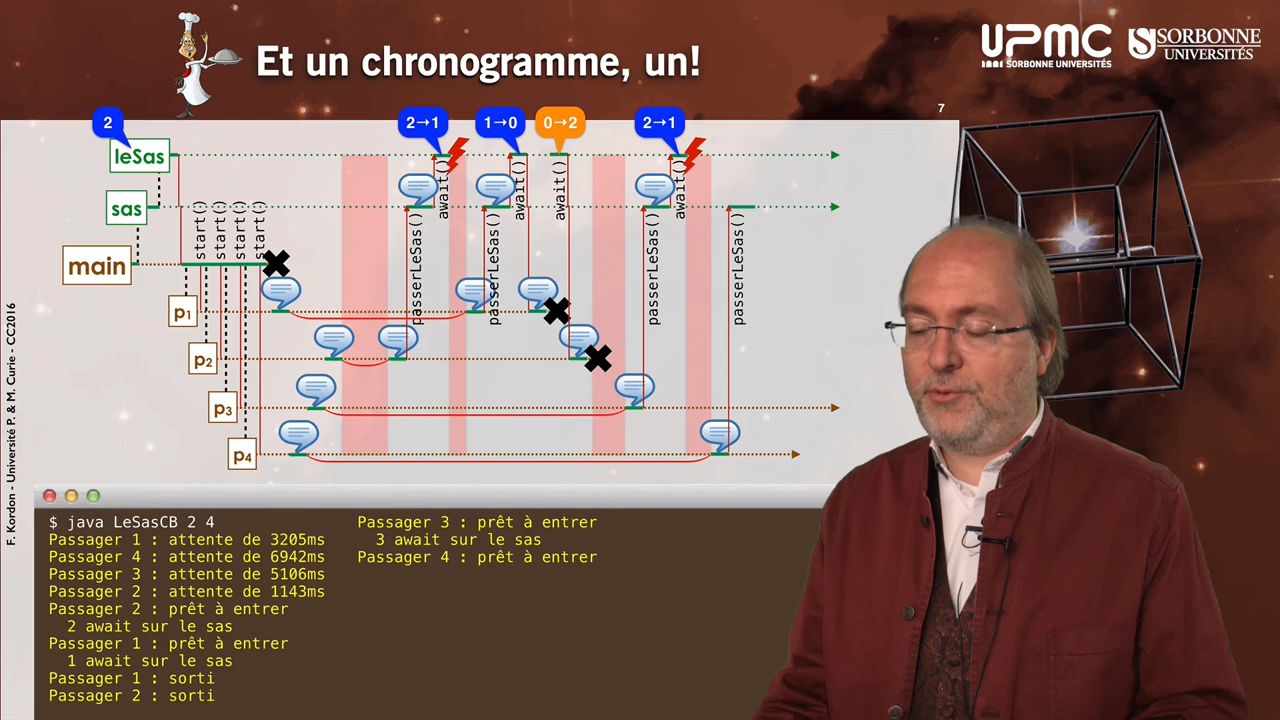 Et un chronogramme, un!
UPMC
SORBONNE UNIVERSITÉS
SORBONNE
UNIVERSITÉS
7
2
2→1
1→0
0→2
2→1
leSas
sas
main
start()
start()
start()
start()
await()
await()
await()
await()
passerLeSas()
passerLeSas()
passerLeSas()
passerLeSas()
p1
p2
p3
p4
F. Kordon - Université P. & M. Curie - CC2016
$ java LeSasCB 2 4
Passager 1 : attente de 3205ms
Passager 4 : attente de 6942ms
Passager 3 : attente de 5106ms
Passager 2 : attente de 1143ms
Passager 2 : prêt à entrer
2 await sur le sas
Passager 1 : prêt à entrer
1 await sur le sas
Passager 1 : sorti
Passager 2 : sorti
Passager 3 : prêt à entrer
3 await sur le sas
Passager 4 : prêt à entrer